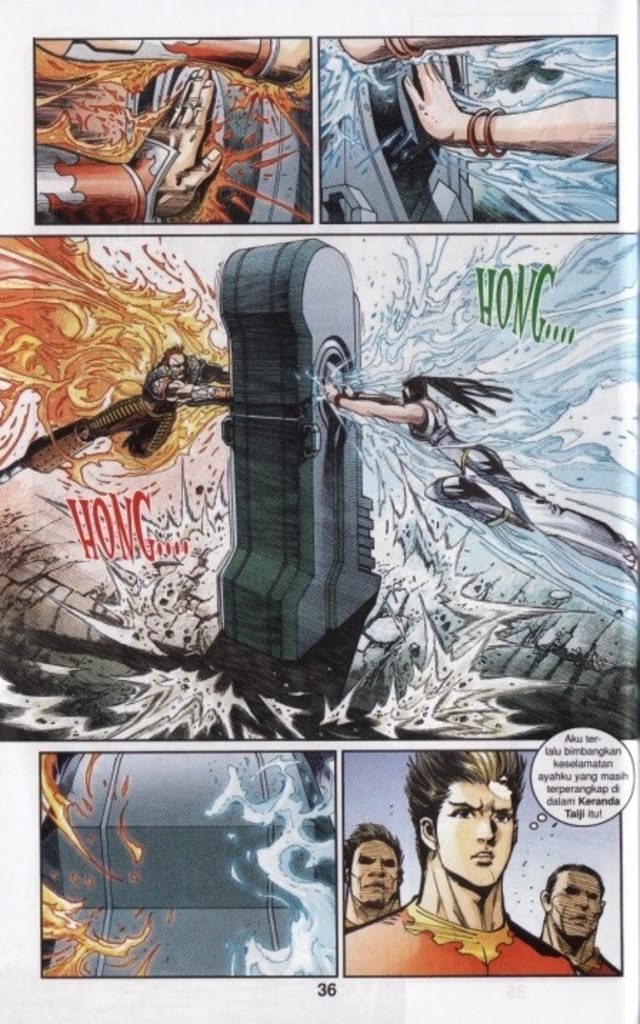 HONG....
HONG....
Aku ter-
lalu bimbangkan
keselamatan
ayahku yang masih
terperangkap di
dalam Keranda
Taiji itu!
36